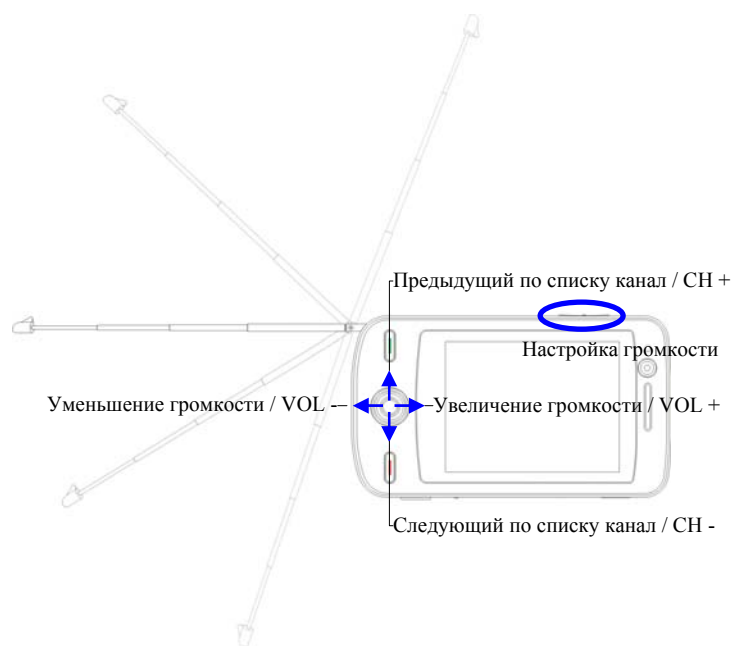 Предыдущий по списку канал / CH +
Настройка громкости
Уменьшение громкости / VOL -
Увеличение громкости / VOL +
Следующий по списку канал / CH -